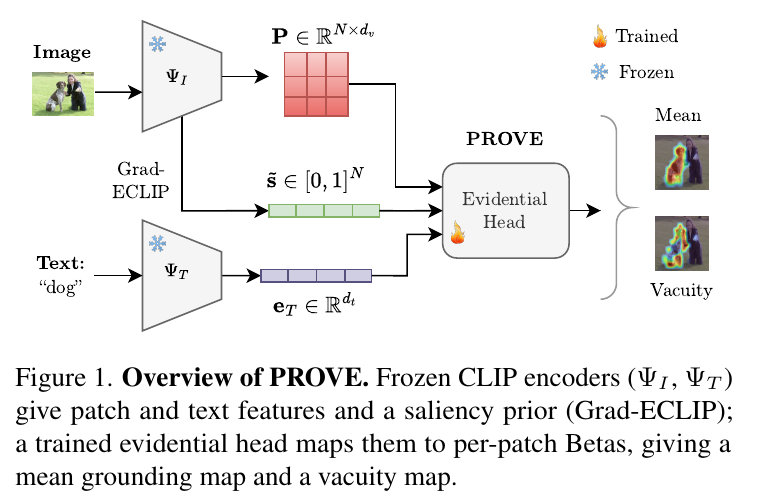 Image
Ψ_I
P ∈ ℝ^{N×d_v}
Trained
Frozen
Grad-
ECLIP
s̃ ∈ [0, 1]^N
PROVE
Evidential
Head
Mean
Text:
“dog”
Ψ_T
e_T ∈ ℝ^{d_t}
Vacuity
Figure 1. Overview of PROVE. Frozen CLIP encoders (Ψ_I, Ψ_T)
give patch and text features and a saliency prior (Grad-ECLIP);
a trained evidential head maps them to per-patch Betas, giving a
mean grounding map and a vacuity map.